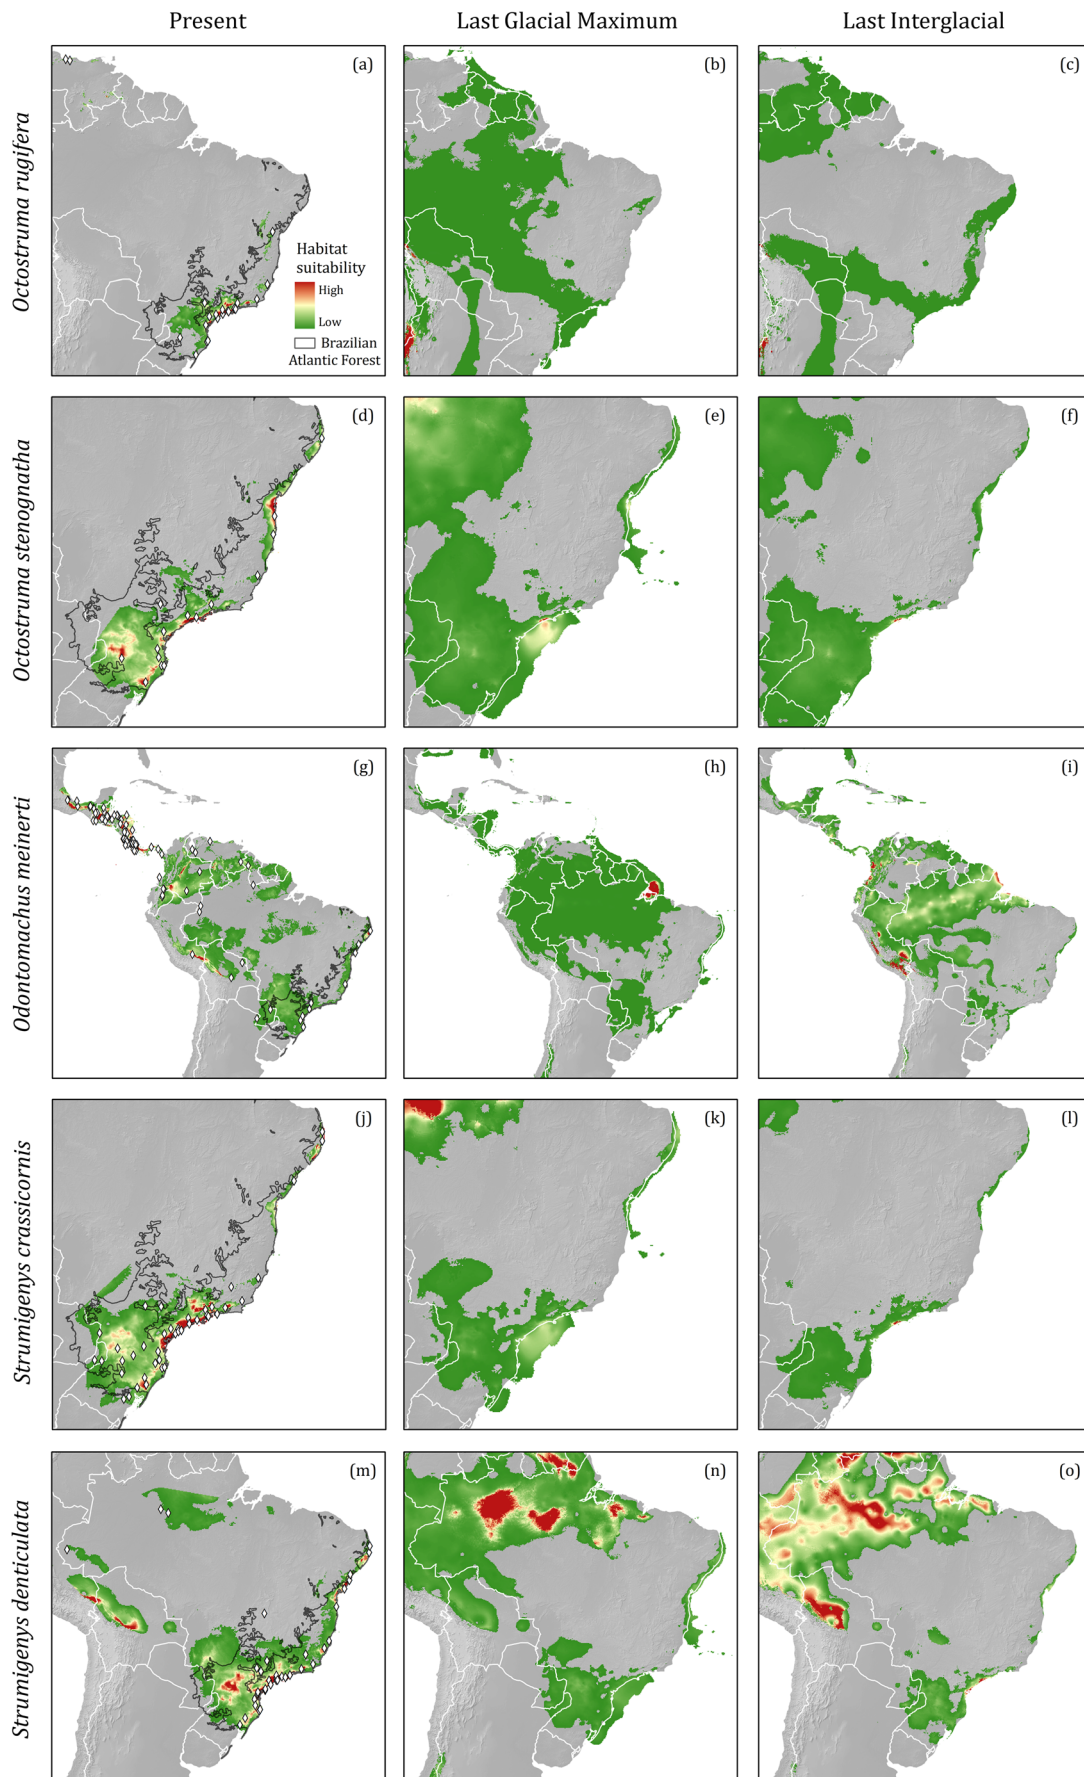 Present
Last Glacial Maximum
Last Interglacial
Octostruma rugifera
(a)
(b)
(c)
Habitat
suitability
High
Low
Brazilian
Atlantic Forest
Octostruma stenognatha
(d)
(e)
(f)
Odontomachus meinerti
(g)
(h)
(i)
Strumigenys crassicornis
(j)
(k)
(l)
Strumigenys denticulata
(m)
(n)
(o)